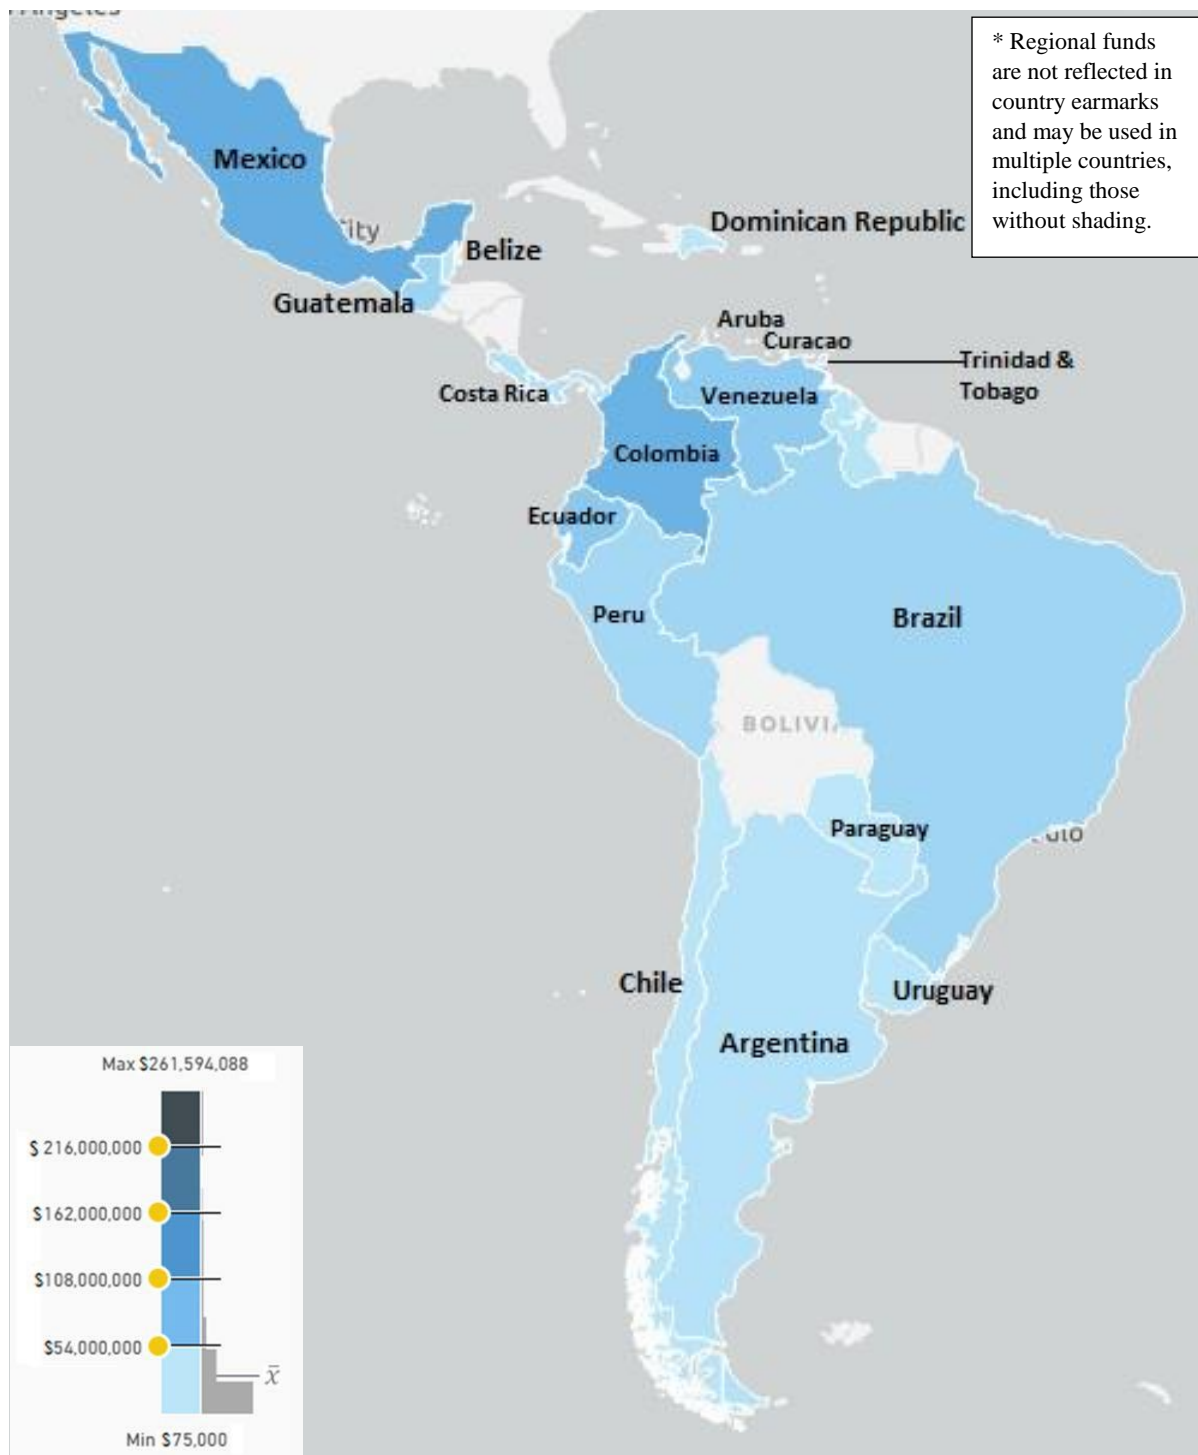 * Regional funds
are not reflected in
country earmarks
and may be used in
multiple countries,
including those
without shading.
Mexico
Dominican Republic
Belize
Guatemala
Aruba
Curacao
Trinidad &
Tobago
Costa Rica
Venezuela
Colombia
Ecuador
Peru
Brazil
BOLIVI
Paraguay
Chile
Uruguay
Argentina
Max $261,594,088
$ 216,000,000
$162,000,000
$108,000,000
$54,000,000
x̄
Min $75,000